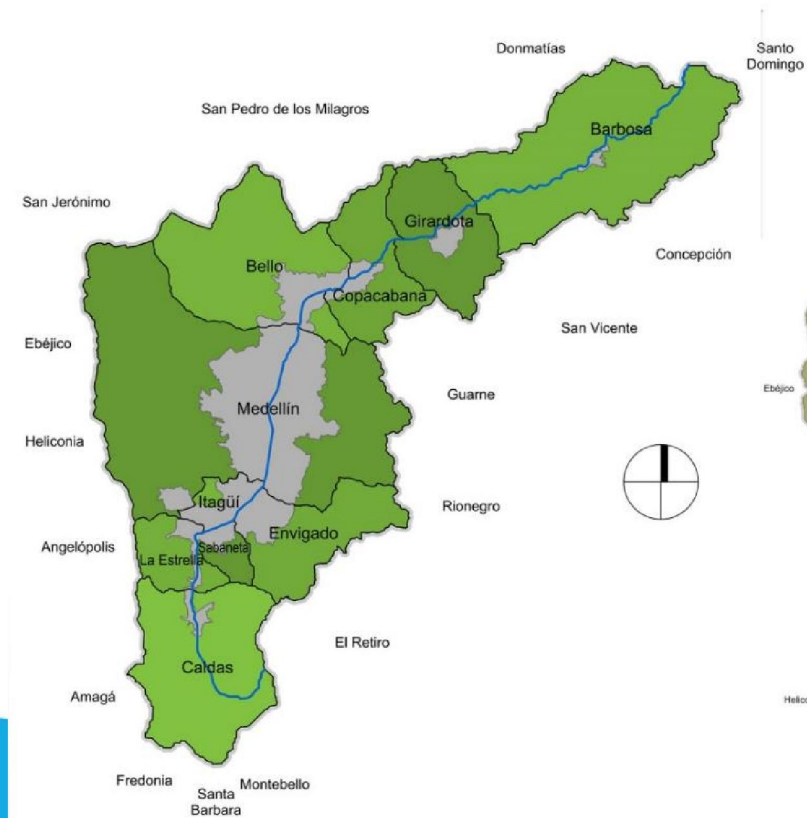 Donmatías
Santo
Domingo
San Pedro de los Milagros
Barbosa
San Jerónimo
Girardota
Concepción
Bello
Copacabana
San Vicente
Ebéjico
Ebéjico
Guarne
Medellín
Heliconia
Itagüí
Rionegro
Envigado
Angelópolis
Sabaneta
La Estrella
El Retiro
Caldas
Amagá
Helico
Fredonia
Montebello
Santa
Barbara